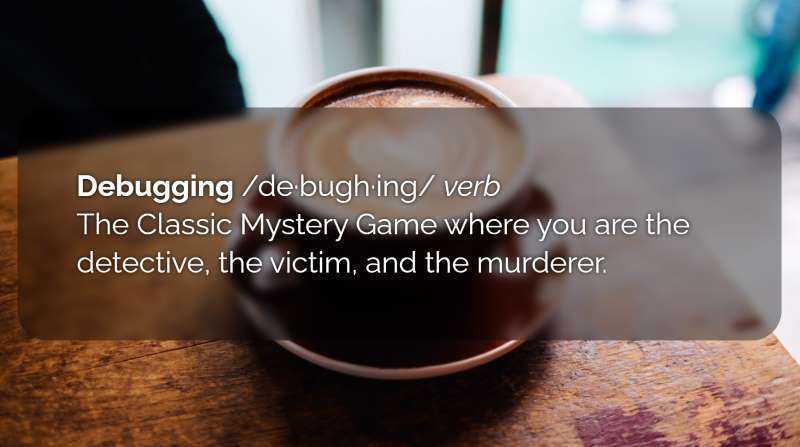 Debugging /de·bugh·ing/ verb
The Classic Mystery Game where you are the
detective, the victim, and the murderer.